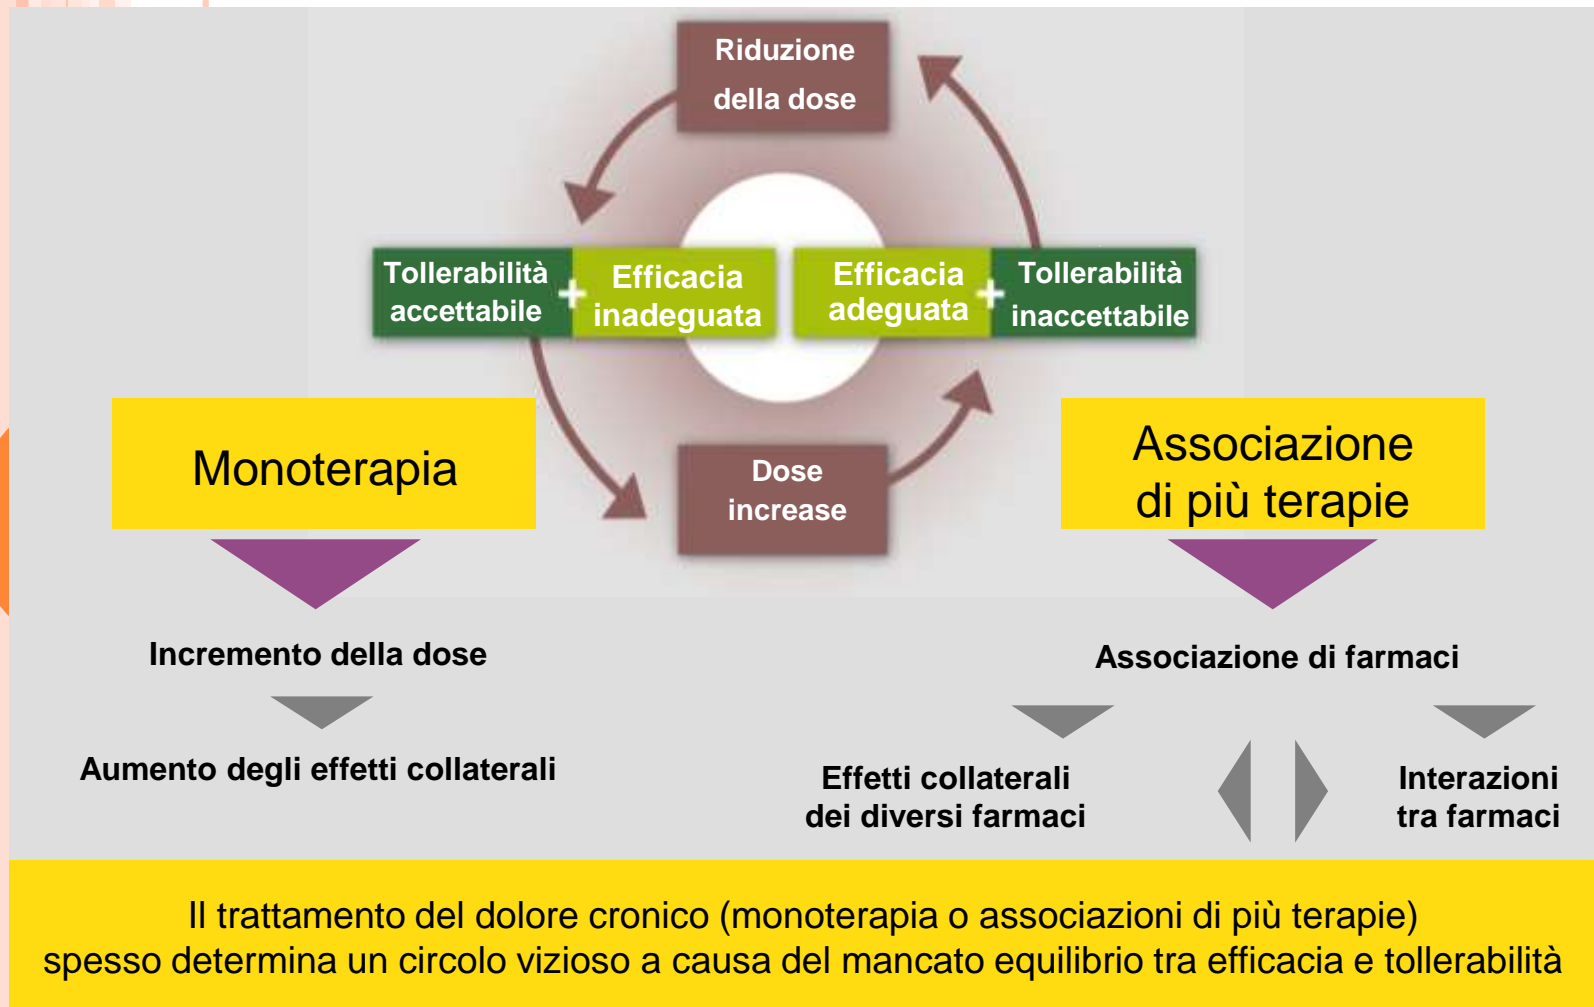 Riduzione
della dose
Tollerabilità
accettabile
+
Efficacia
inadeguata
Efficacia
adeguata
+
Tollerabilità
inaccettabile
Dose
increase
Monoterapia
Associazione
di più terapie
Incremento della dose
Aumento degli effetti collaterali
Associazione di farmaci
Effetti collaterali
dei diversi farmaci
Interazioni
tra farmaci
Il trattamento del dolore cronico (monoterapia o associazioni di più terapie)
spesso determina un circolo vizioso a causa del mancato equilibrio tra efficacia e tollerabilità